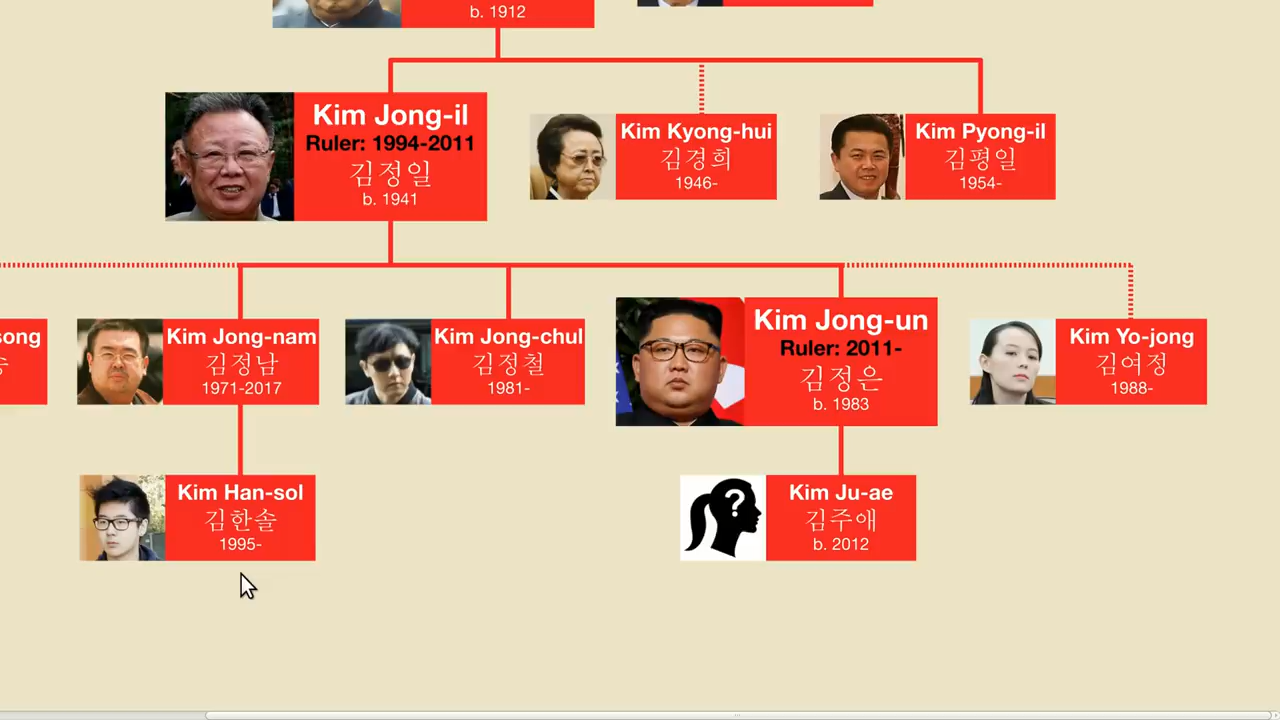 b. 1912
Kim Jong-il
Ruler: 1994-2011
김정일
b. 1941
Kim Kyong-hui
김경희
1946-
Kim Pyong-il
김평일
1954-
song
Kim Jong-nam
김정남
1971-2017
Kim Jong-chul
김정철
1981-
Kim Jong-un
Ruler: 2011-
김정은
b. 1983
Kim Yo-jong
김여정
1988-
Kim Han-sol
김한솔
1995-
?
Kim Ju-ae
김주애
b. 2012